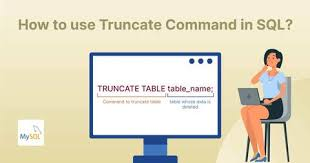 How to use Truncate Command in SQL?
TRUNCATE TABLE table_name;
Command to truncate table
table whose data is
deleted
MySQL